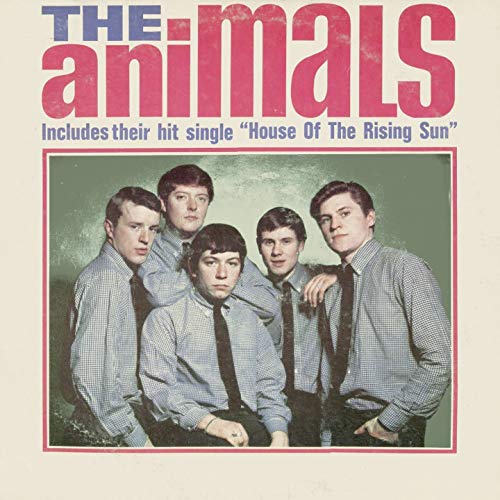 THE
anIMALS
Includes their hit single "House Of The Rising Sun"